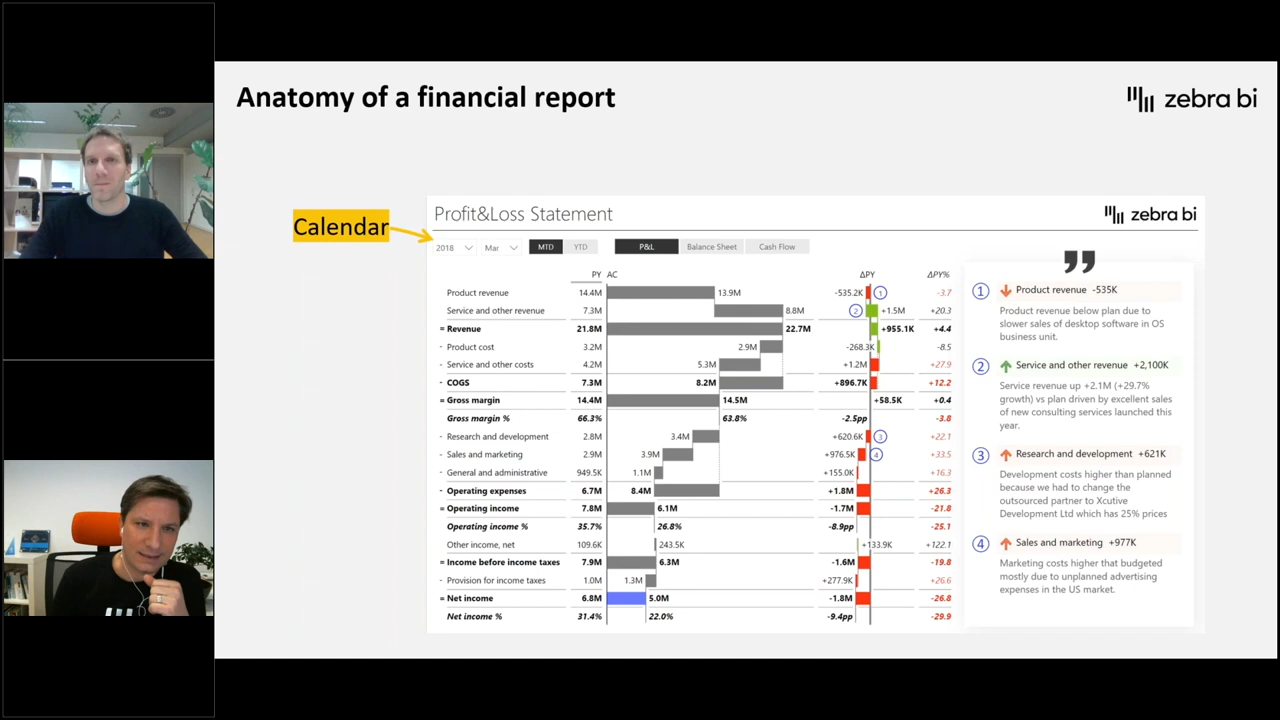 Anatomy of a financial report
zebra bi
Calendar
Profit&Loss Statement
zebra bi
2018 Mar MTD YTD P&L Balance Sheet Cash Flow
PY AC ΔPY ΔPY%
Product revenue 14.4M 13.9M -535.2K 1 -3.7
Service and other revenue 7.3M 8.8M 2 +1.5M +20.3
= Revenue 21.8M 22.7M +955.1K +4.4
- Product cost 3.2M 2.9M -268.3K -8.5
- Service and other costs 4.2M 5.3M +1.2M +27.9
- COGS 7.3M 8.2M +896.7K +12.2
= Gross margin 14.4M 14.5M +58.5K +0.4
Gross margin % 66.3% 63.8% -2.5pp -3.8
- Research and development 2.8M 3.4M +620.6K 3 +22.1
- Sales and marketing 2.9M 3.9M +976.5K 4 +33.5
- General and administrative 949.5K 1.1M +155.0K +16.3
- Operating expenses 6.7M 8.4M +1.8M +26.3
= Operating income 7.8M 6.1M -1.7M -21.8
Operating income % 35.7% 26.8% -8.9pp -25.1
Other income, net 109.6K 243.5K +133.9K +122.1
= Income before income taxes 7.9M 6.3M -1.6M -19.8
- Provision for income taxes 1.0M 1.3M +277.9K +26.6
= Net income 6.8M 5.0M -1.8M -26.8
Net income % 31.4% 22.0% -9.4pp -29.9
”
1 Product revenue -535K
Product revenue below plan due to
slower sales of desktop software in OS
business unit.
2 Service and other revenue +2,100K
Service revenue up +2.1M (+29.7%
growth) vs plan driven by excellent sales
of new consulting services launched this
year.
3 Research and development +621K
Development costs higher than planned
because we had to change the
outsourced partner to Xcutive
Development Ltd which has 25% prices
4 Sales and marketing +977K
Marketing costs higher that budgeted
mostly due to unplanned advertising
expenses in the US market.